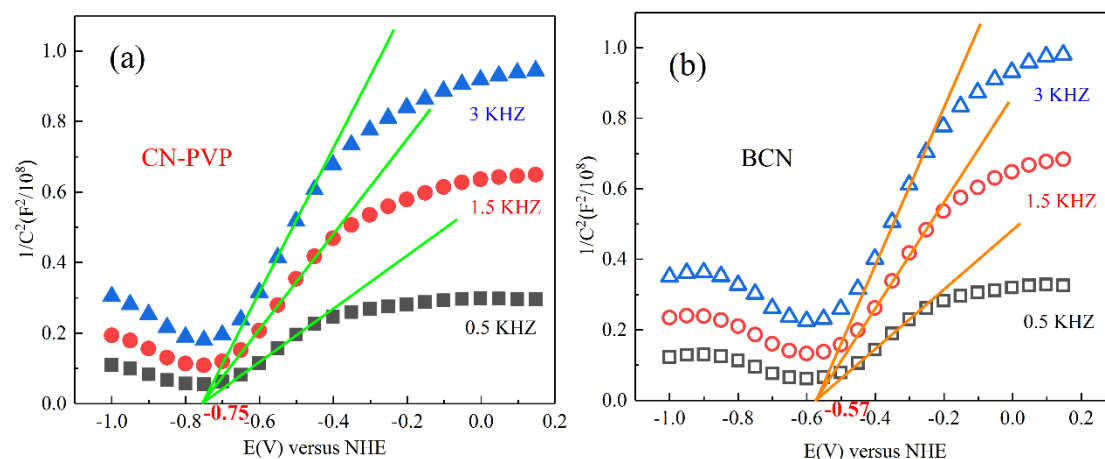 (a)
CN-PVP
3 KHZ
1.5 KHZ
0.5 KHZ
-0.75
1/C²(F²/10⁸)
1.0
0.8
0.6
0.4
0.2
0.0
-1.0 -0.8 -0.6 -0.4 -0.2 0.0 0.2
E(V) versus NHE
(b)
BCN
3 KHZ
1.5 KHZ
0.5 KHZ
-0.57
1/C²(F²/10⁸)
1.0
0.8
0.6
0.4
0.2
0.0
-1.0 -0.8 -0.6 -0.4 -0.2 0.0 0.2
E(V) versus NHE